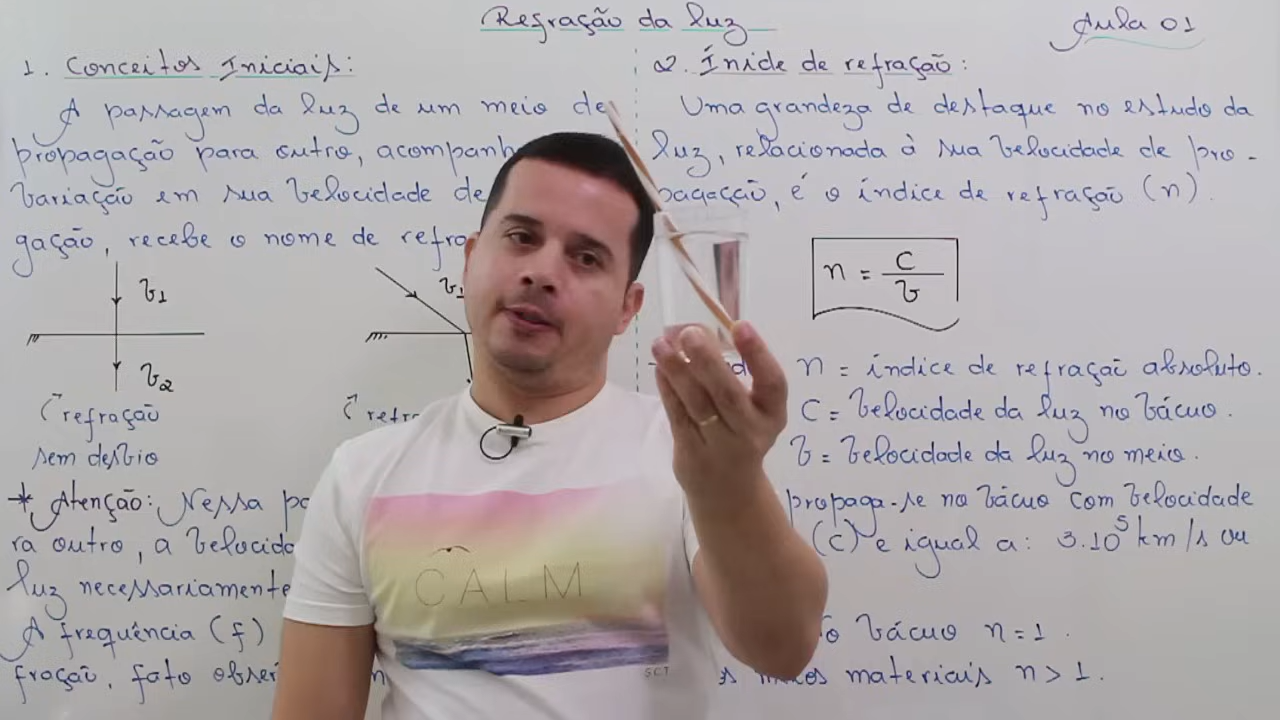 Refração da luz
Aula 01
1. Conceitos Iniciais:
A passagem da luz de um meio de
propagação para outro, acompanh
variação em sua velocidade de
gação, recebe o nome de refra
v1
v2
refração
sem desvio
v1
refra
* Atenção: Nessa pa
ra outro, a velocida
luz necessariamente
A frequência (f)
fração, fato obser
2. Ínide de refração:
Uma grandeza de destaque no estudo da
luz, relacionada à sua velocidade de pro-
pagação, é o índice de refração (n).
n = c/v
n = índice de refração absoluto.
c = velocidade da luz no vácuo.
v = velocidade da luz no meio.
propaga-se no vácuo com velocidade
(c) e igual a: 3.10⁵ km/s ou
vácuo n = 1.
materiais n > 1.
CALM
SCT